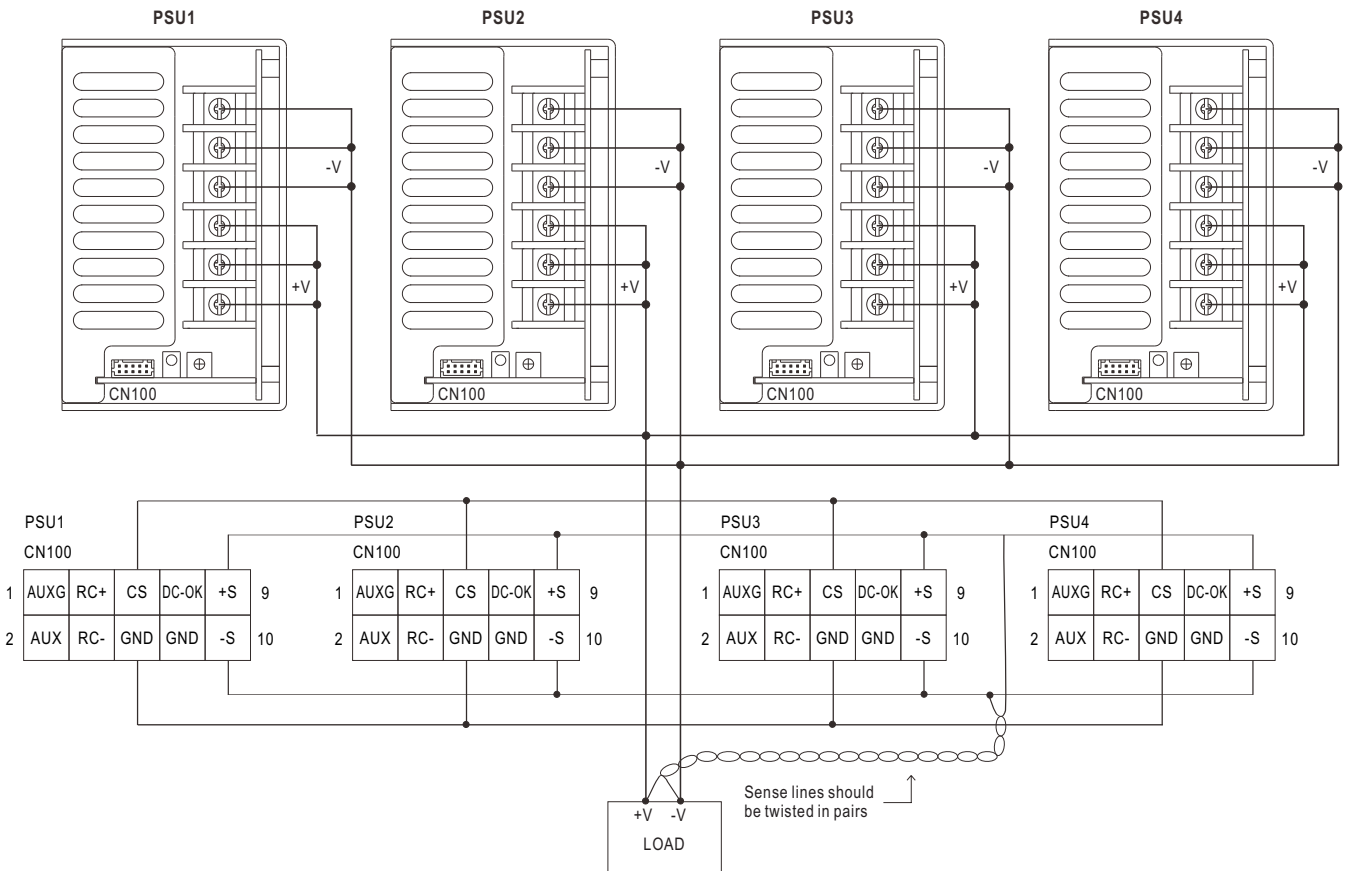 PSU1 PSU2 PSU3 PSU4
-V -V -V -V
+V +V +V +V
CN100 CN100 CN100 CN100
PSU1 PSU2 PSU3 PSU4
CN100 CN100 CN100 CN100
1 AUXG RC+ CS DC-OK +S 9 1 AUXG RC+ CS DC-OK +S 9 1 AUXG RC+ CS DC-OK +S 9 1 AUXG RC+ CS DC-OK +S 9
2 AUX RC- GND GND -S 10 2 AUX RC- GND GND -S 10 2 AUX RC- GND GND -S 10 2 AUX RC- GND GND -S 10
Sense lines should
be twisted in pairs
+V -V
LOAD